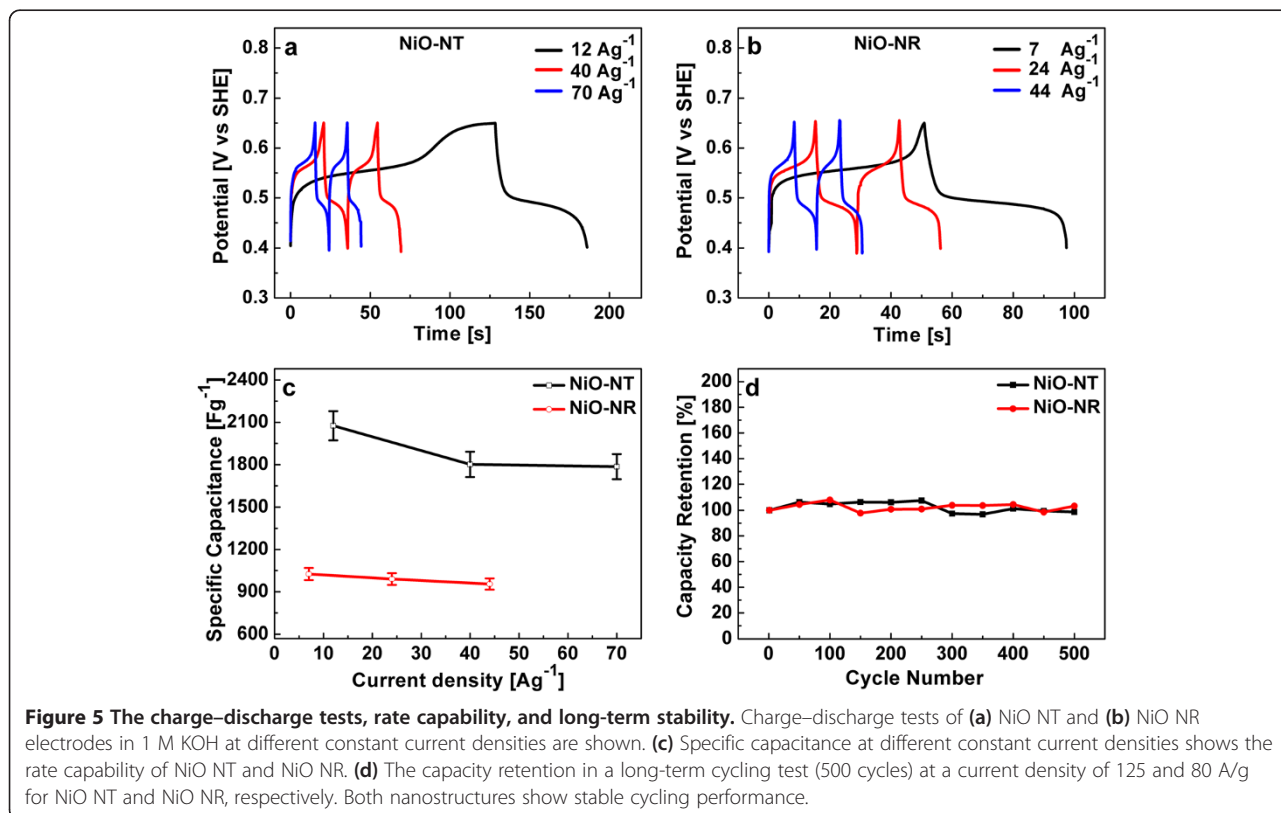 a
NiO-NT
12 Ag-1
40 Ag-1
70 Ag-1
0.8
0.7
0.6
0.5
0.4
0.3
Potential [V vs SHE]
0 50 100 150 200
Time [s]
b
NiO-NR
7 Ag-1
24 Ag-1
44 Ag-1
0.8
0.7
0.6
0.5
0.4
0.3
Potential [V vs SHE]
0 20 40 60 80 100
Time [s]
c
NiO-NT
NiO-NR
2400
2100
1800
1500
1200
900
600
Specific Capacitance [Fg-1]
0 10 20 30 40 50 60 70
Current density [Ag-1]
d
NiO-NT
NiO-NR
200
180
160
140
120
100
80
60
40
20
0
Capacity Retention [%]
0 100 200 300 400 500
Cycle Number
Figure 5 The charge–discharge tests, rate capability, and long-term stability. Charge–discharge tests of (a) NiO NT and (b) NiO NR
electrodes in 1 M KOH at different constant current densities are shown. (c) Specific capacitance at different constant current densities shows the
rate capability of NiO NT and NiO NR. (d) The capacity retention in a long-term cycling test (500 cycles) at a current density of 125 and 80 A/g
for NiO NT and NiO NR, respectively. Both nanostructures show stable cycling performance.